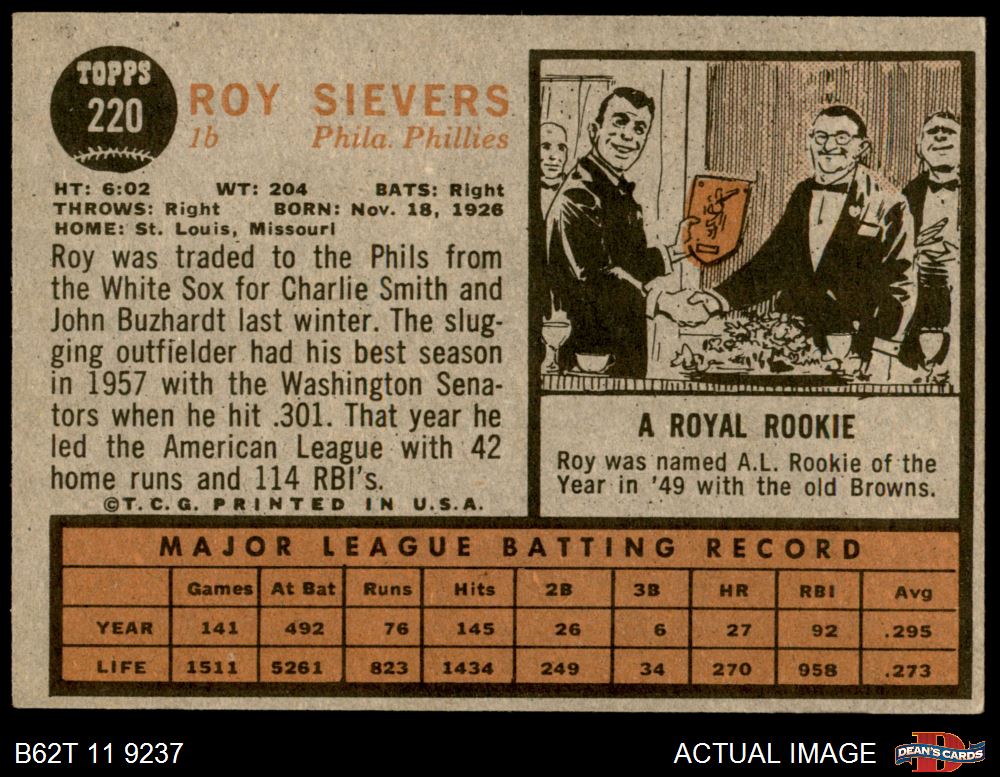 TOPPS
220
ROY SIEVERS
1b Phila. Phillies
HT: 6:02 WT: 204 BATS: Right
THROWS: Right BORN: Nov. 18, 1926
HOME: St. Louis, Missouri
Roy was traded to the Phils from
the White Sox for Charlie Smith and
John Buzhardt last winter. The slug-
ging outfielder had his best season
in 1957 with the Washington Sena-
tors when he hit .301. That year he
led the American League with 42
home runs and 114 RBI's.
©T.C.G. PRINTED IN U.S.A.
A ROYAL ROOKIE
Roy was named A.L. Rookie of the
Year in '49 with the old Browns.
MAJOR LEAGUE BATTING RECORD
Games At Bat Runs Hits 2B 3B HR RBI Avg
YEAR 141 492 76 145 26 6 27 92 .295
LIFE 1511 5261 823 1434 249 34 270 958 .273
B62T 11 9237
ACTUAL IMAGE
D
DEAN'S CARDS